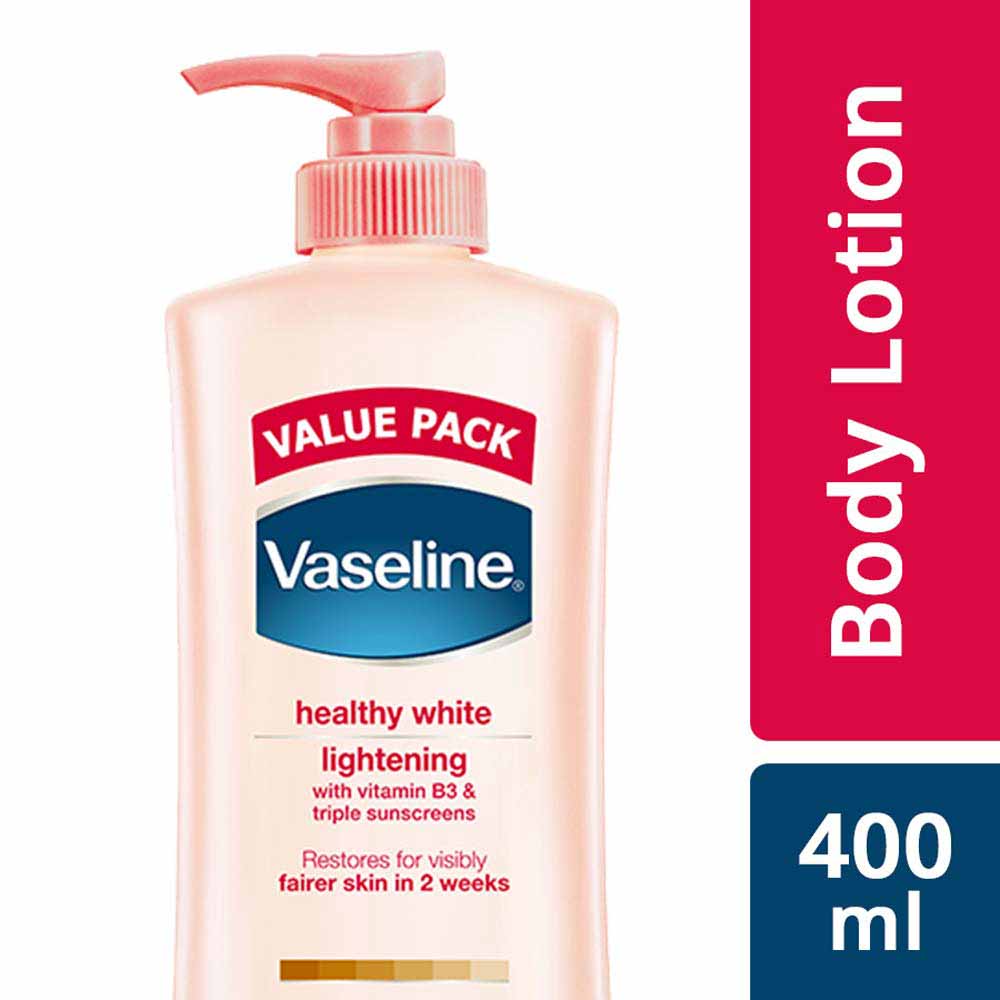 VALUE PACK
Vaseline®
healthy white
lightening
with vitamin B3 &
triple sunscreens
Restores for visibly
fairer skin in 2 weeks
Body Lotion
400
ml